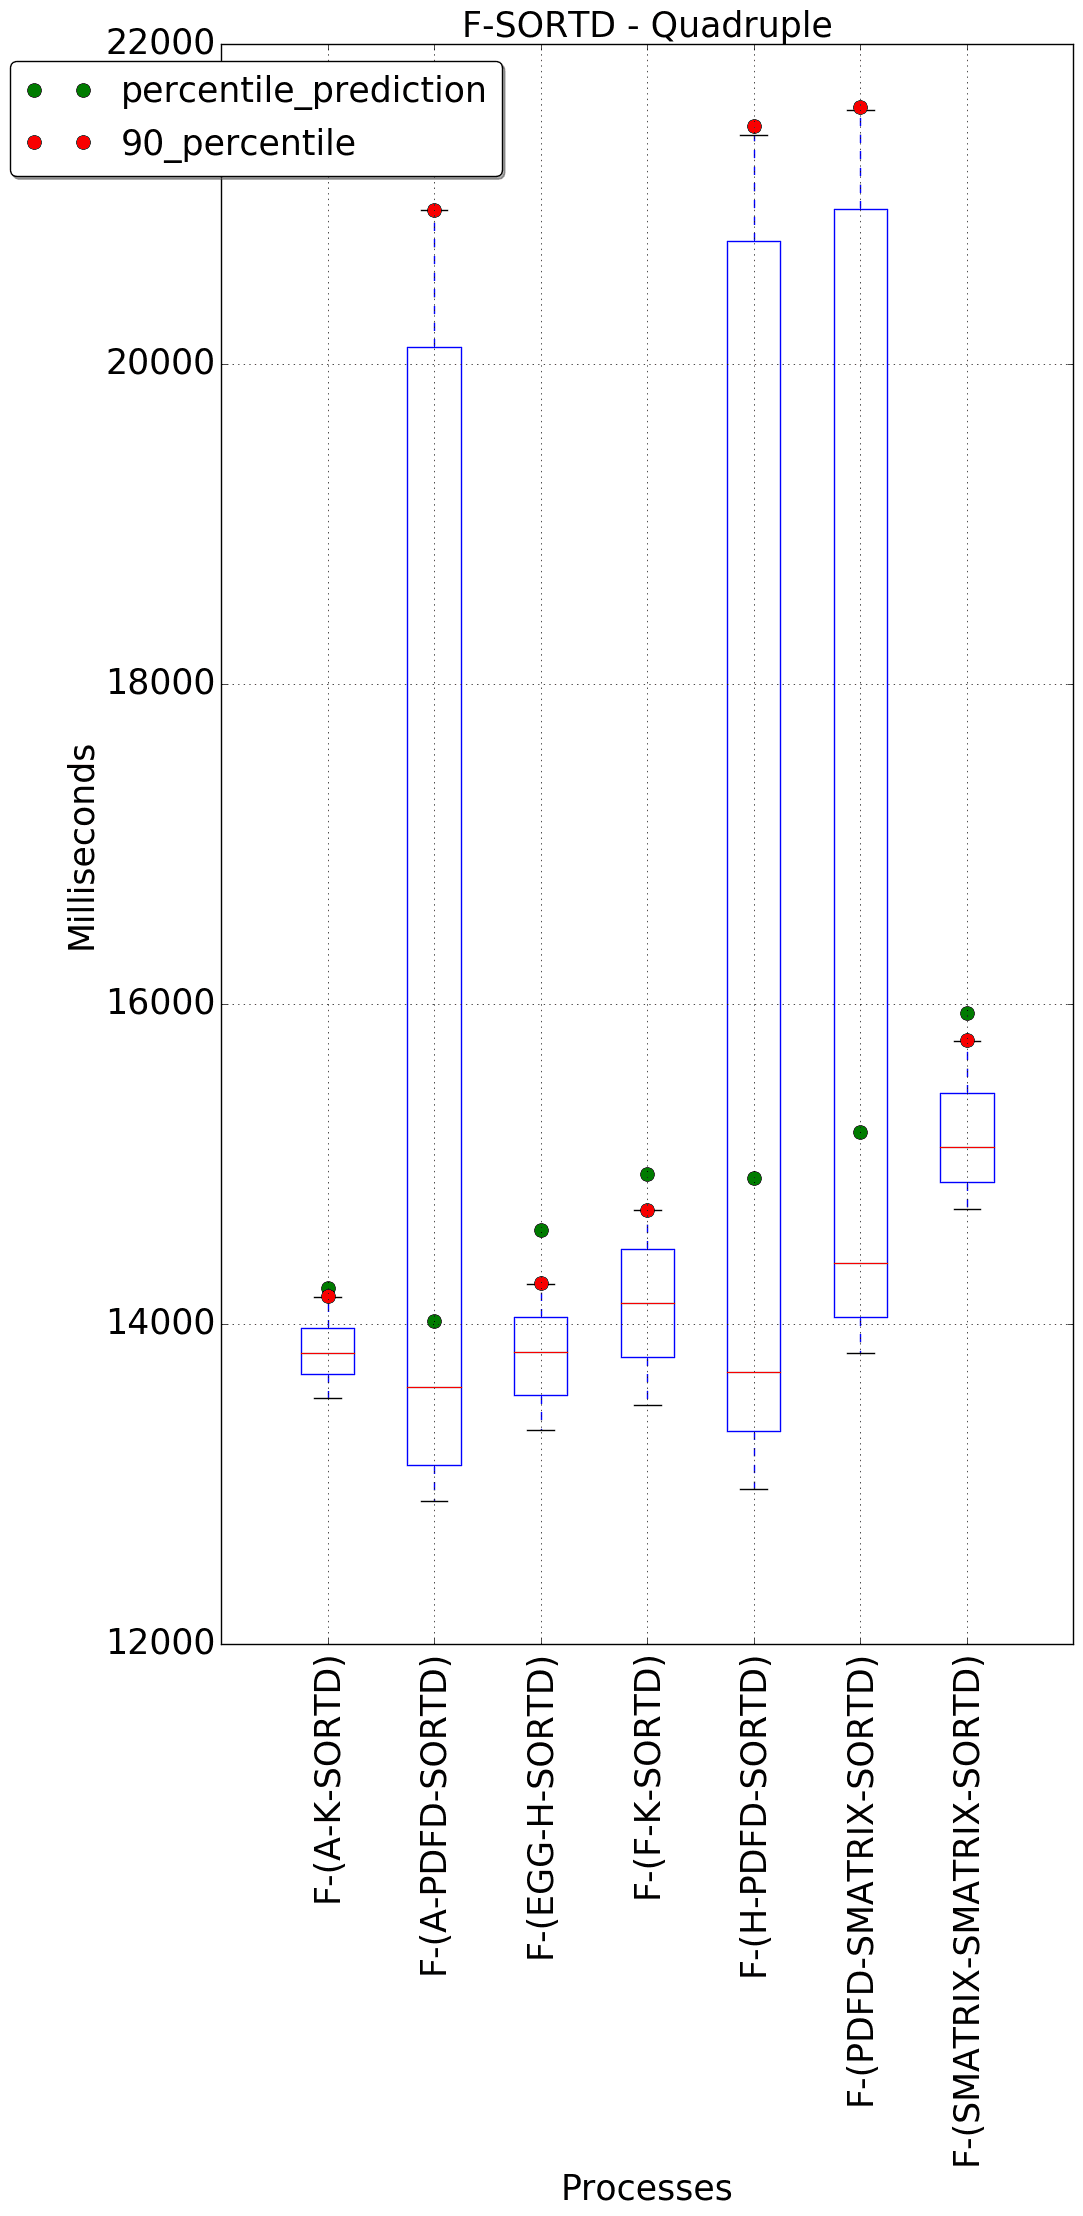 F-SORTD - Quadruple
percentile_prediction
90_percentile
22000
20000
18000
16000
14000
12000
Milliseconds
F-(A-K-SORTD)
F-(A-PDFD-SORTD)
F-(EGG-H-SORTD)
F-(F-K-SORTD)
F-(H-PDFD-SORTD)
F-(PDFD-SMATRIX-SORTD)
F-(SMATRIX-SMATRIX-SORTD)
Processes